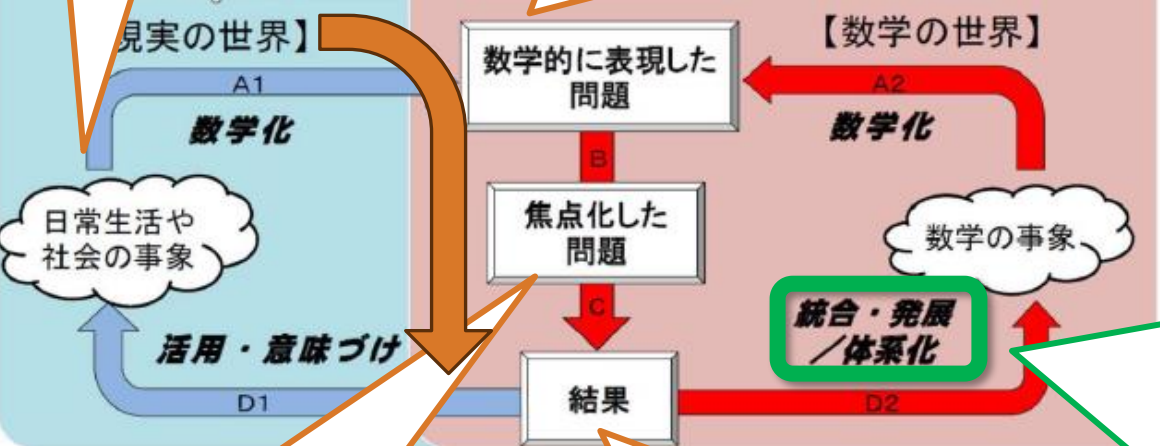 現実の世界】
【数学の世界】
A1
数学化
数学的に表現した
問題
A2
数学化
B
日常生活や
社会の事象
焦点化した
問題
数学の事象
C
活用・意味づけ
統合・発展
／体系化
D1
結果
D2